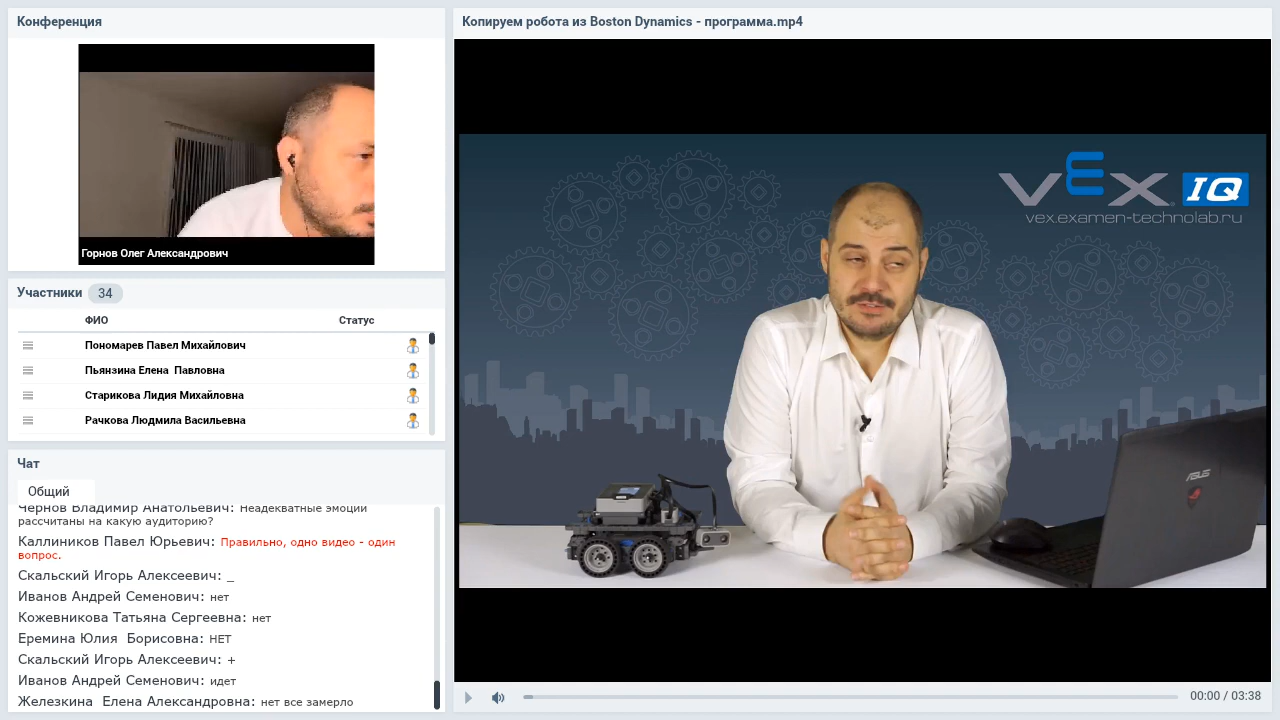 Конференция
Горнов Олег Александрович
Участники 34
ФИО Статус
Пономарев Павел Михайлович
Пьянзина Елена Павловна
Старикова Лидия Михайловна
Рачкова Людмила Васильевна
Чат
Общий
Чернов Владимир Анатольевич: Неадекватные эмоции
рассчитаны на какую аудиторию?
Каллиников Павел Юрьевич: Правильно, одно видео - один
вопрос.
Скальский Игорь Алексеевич: _
Иванов Андрей Семенович: нет
Кожевникова Татьяна Сергеевна: нет
Еремина Юлия Борисовна: НЕТ
Скальский Игорь Алексеевич: +
Иванов Андрей Семенович: идет
Железкина Елена Александровна: нет все замерло
Копируем робота из Boston Dynamics - программа.mp4
VEX IQ
vex.examen-technolab.ru
ASUS
00:00 / 03:38